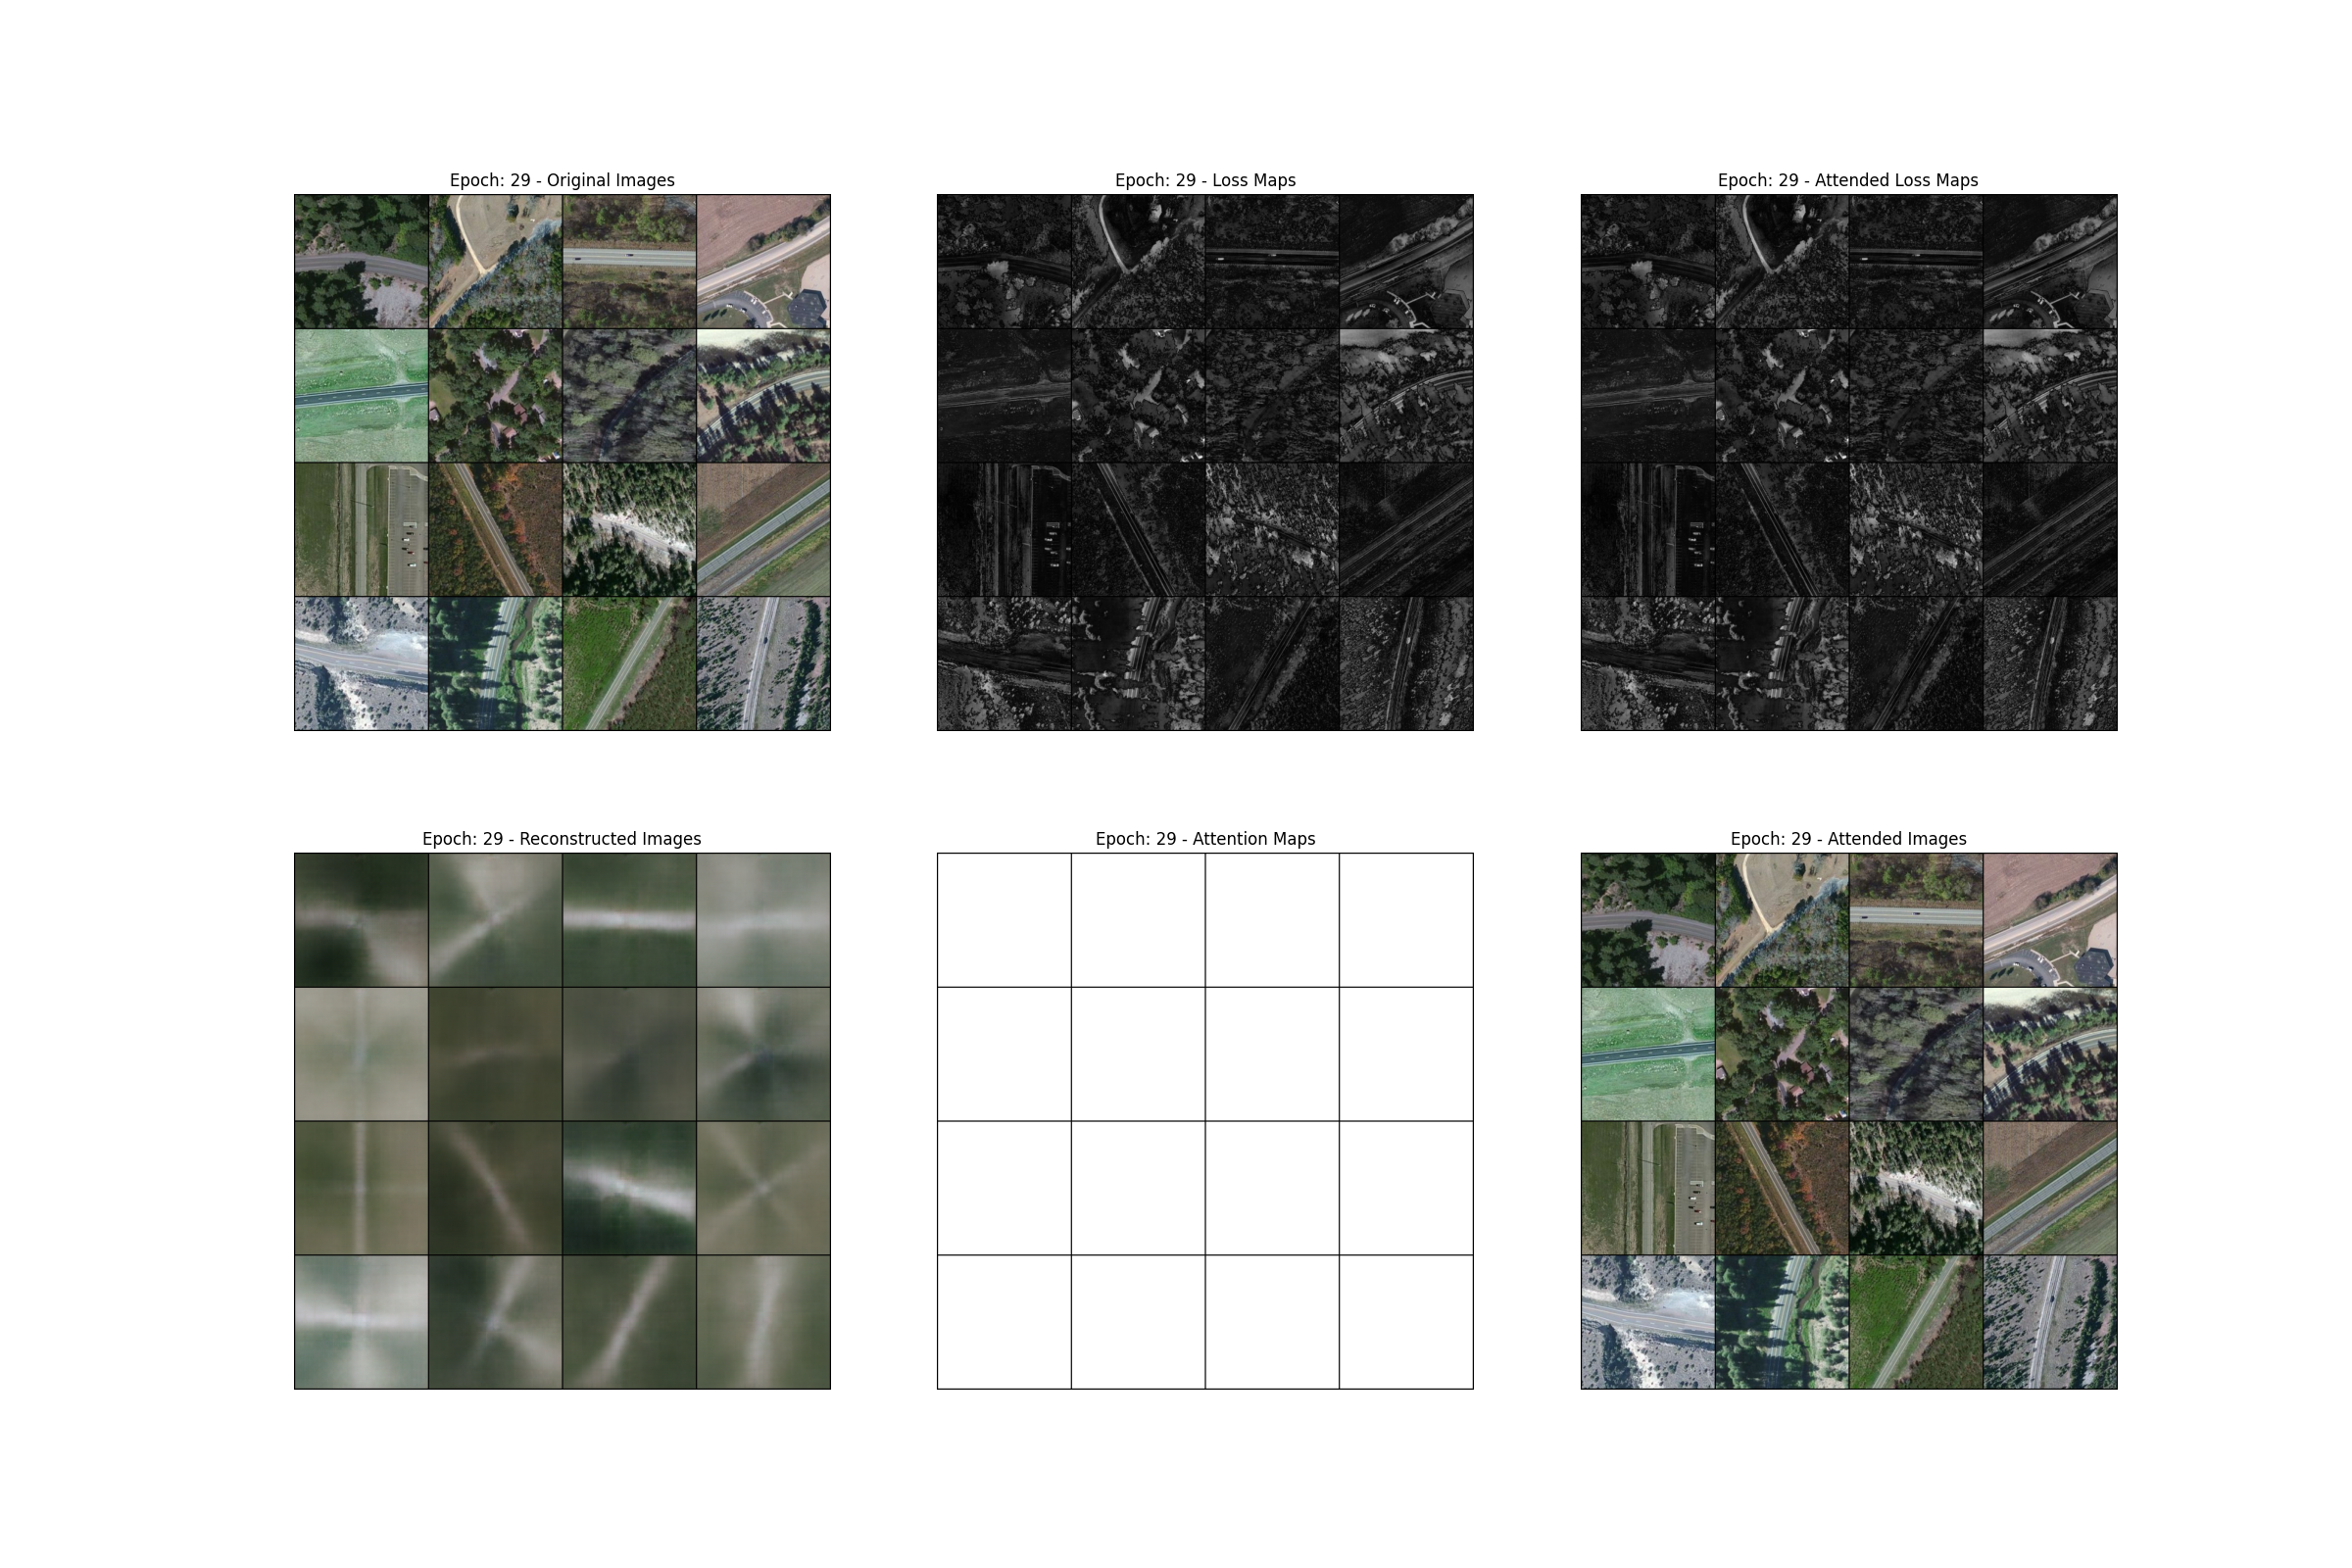 Epoch: 29 - Original Images
Epoch: 29 - Loss Maps
Epoch: 29 - Attended Loss Maps
Epoch: 29 - Reconstructed Images
Epoch: 29 - Attention Maps
Epoch: 29 - Attended Images